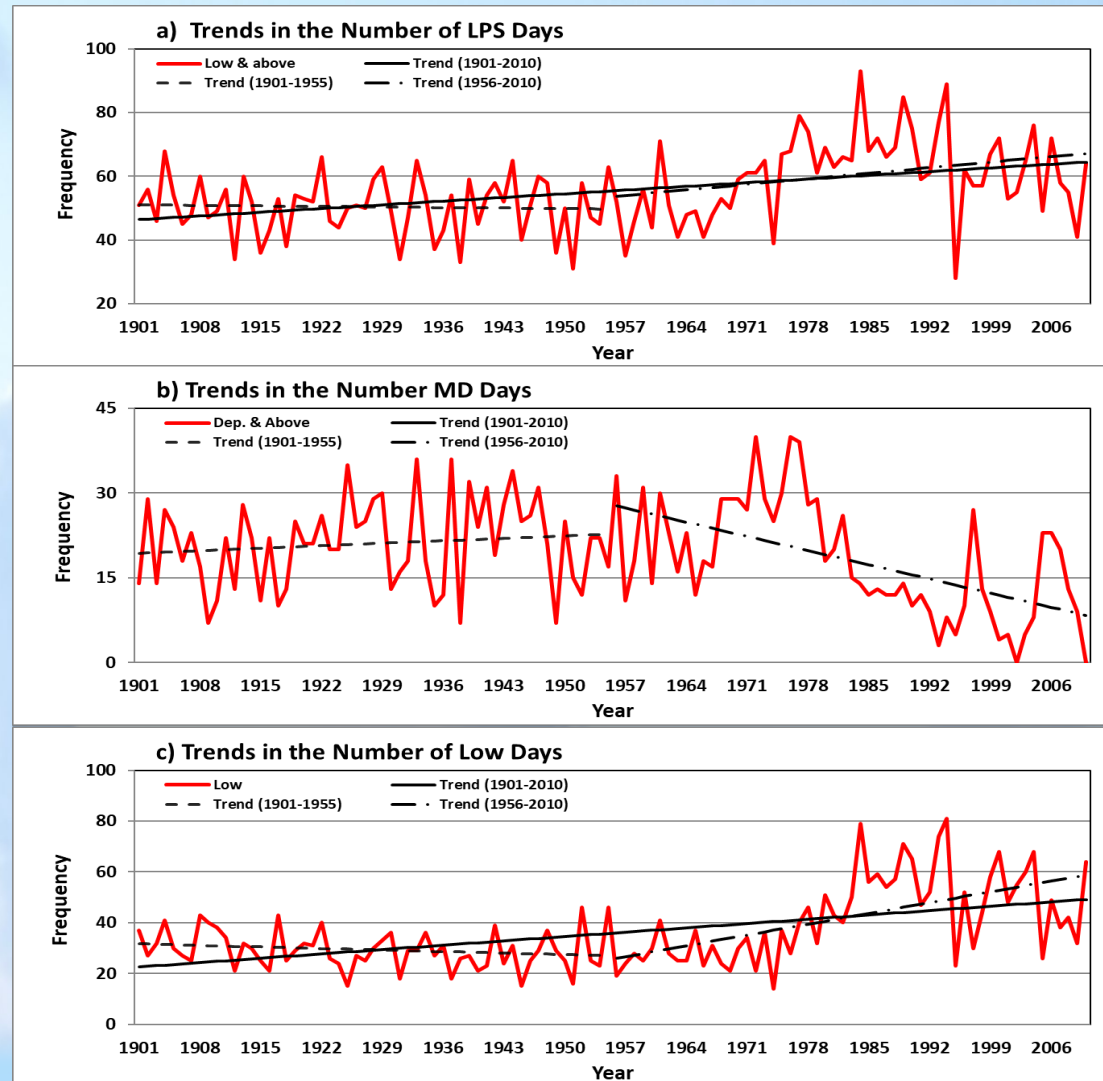 a) Trends in the Number of LPS Days
100
80
60
40
20
Frequency
Low & above
Trend (1901-2010)
Trend (1901-1955)
Trend (1956-2010)
1901 1908 1915 1922 1929 1936 1943 1950 1957 1964 1971 1978 1985 1992 1999 2006
Year
b) Trends in the Number MD Days
45
30
15
0
Frequency
Dep. & Above
Trend (1901-2010)
Trend (1901-1955)
Trend (1956-2010)
1901 1908 1915 1922 1929 1936 1943 1950 1957 1964 1971 1978 1985 1992 1999 2006
Year
c) Trends in the Number of Low Days
100
80
60
40
20
0
Frequency
Low
Trend (1901-2010)
Trend (1901-1955)
Trend (1956-2010)
1901 1908 1915 1922 1929 1936 1943 1950 1957 1964 1971 1978 1985 1992 1999 2006
Year